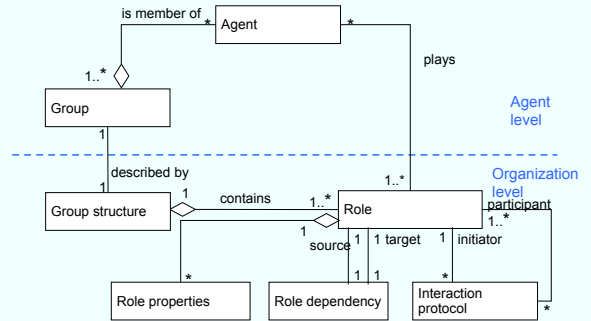 is member of
*
Agent
*
plays
1..*
Group
1
Agent
level
described by
Organization
level
1
Group structure
1
contains
1..*
1..*
Role
participant
1..*
1
source
1
1
target
1
initiator
*
1
1
*
Role properties
Role dependency
Interaction
protocol
*